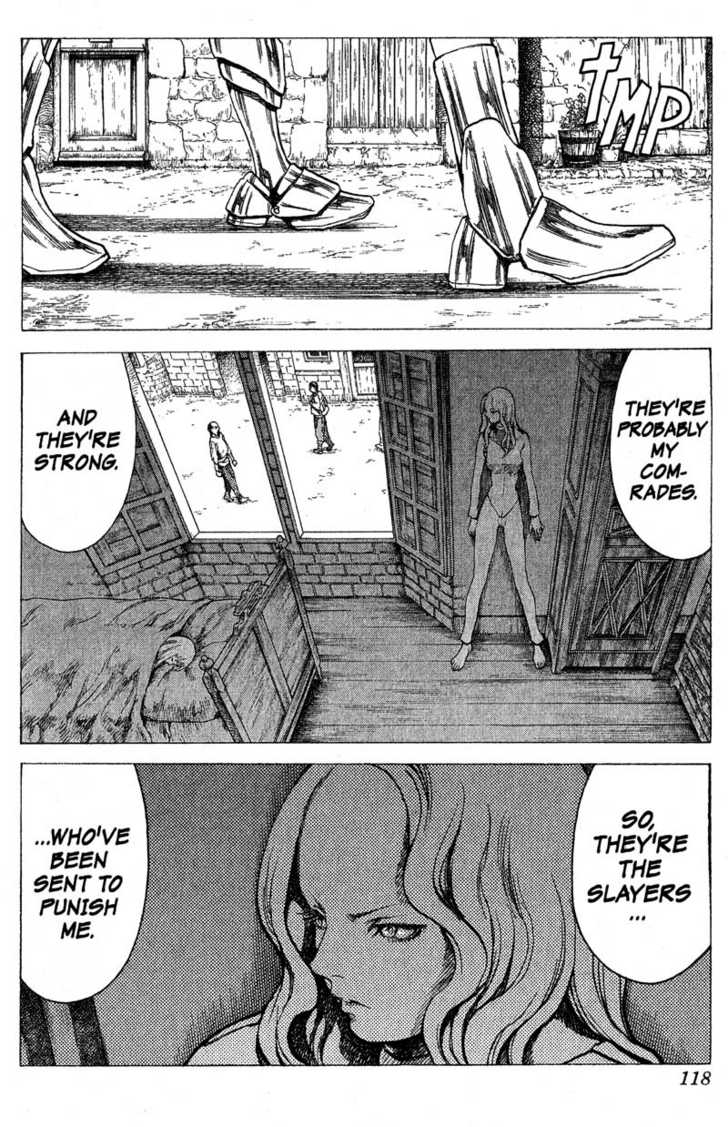 TMP
THEY'RE
PROBABLY
MY
COM-
RADES.
AND
THEY'RE
STRONG.
SO,
THEY'RE
THE
SLAYERS
...
...WHO'VE
BEEN
SENT TO
PUNISH
ME.
118